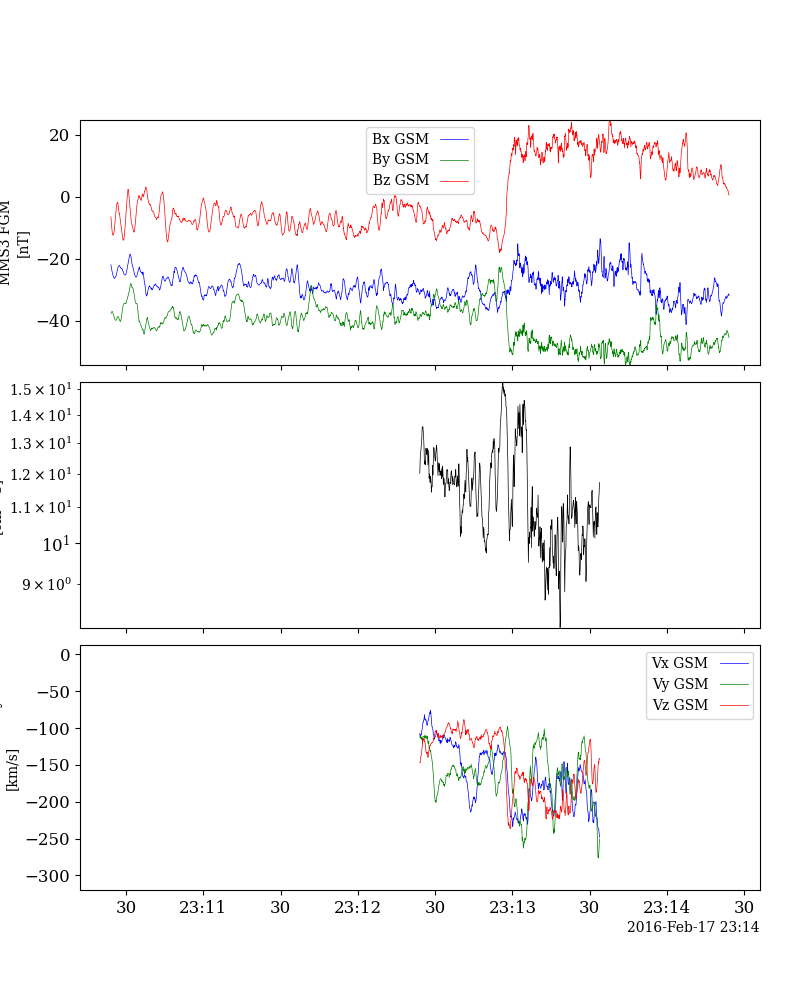 20
0
−20
−40
MMS3 FGM
[nT]
Bx GSM
By GSM
Bz GSM
1.5×10¹
1.4×10¹
1.3×10¹
1.2×10¹
1.1×10¹
10¹
9×10⁰
0
−50
−100
−150
−200
−250
−300
[km/s]
Vx GSM
Vy GSM
Vz GSM
30 23:11 30 23:12 30 23:13 30 23:14 30
2016-Feb-17 23:14